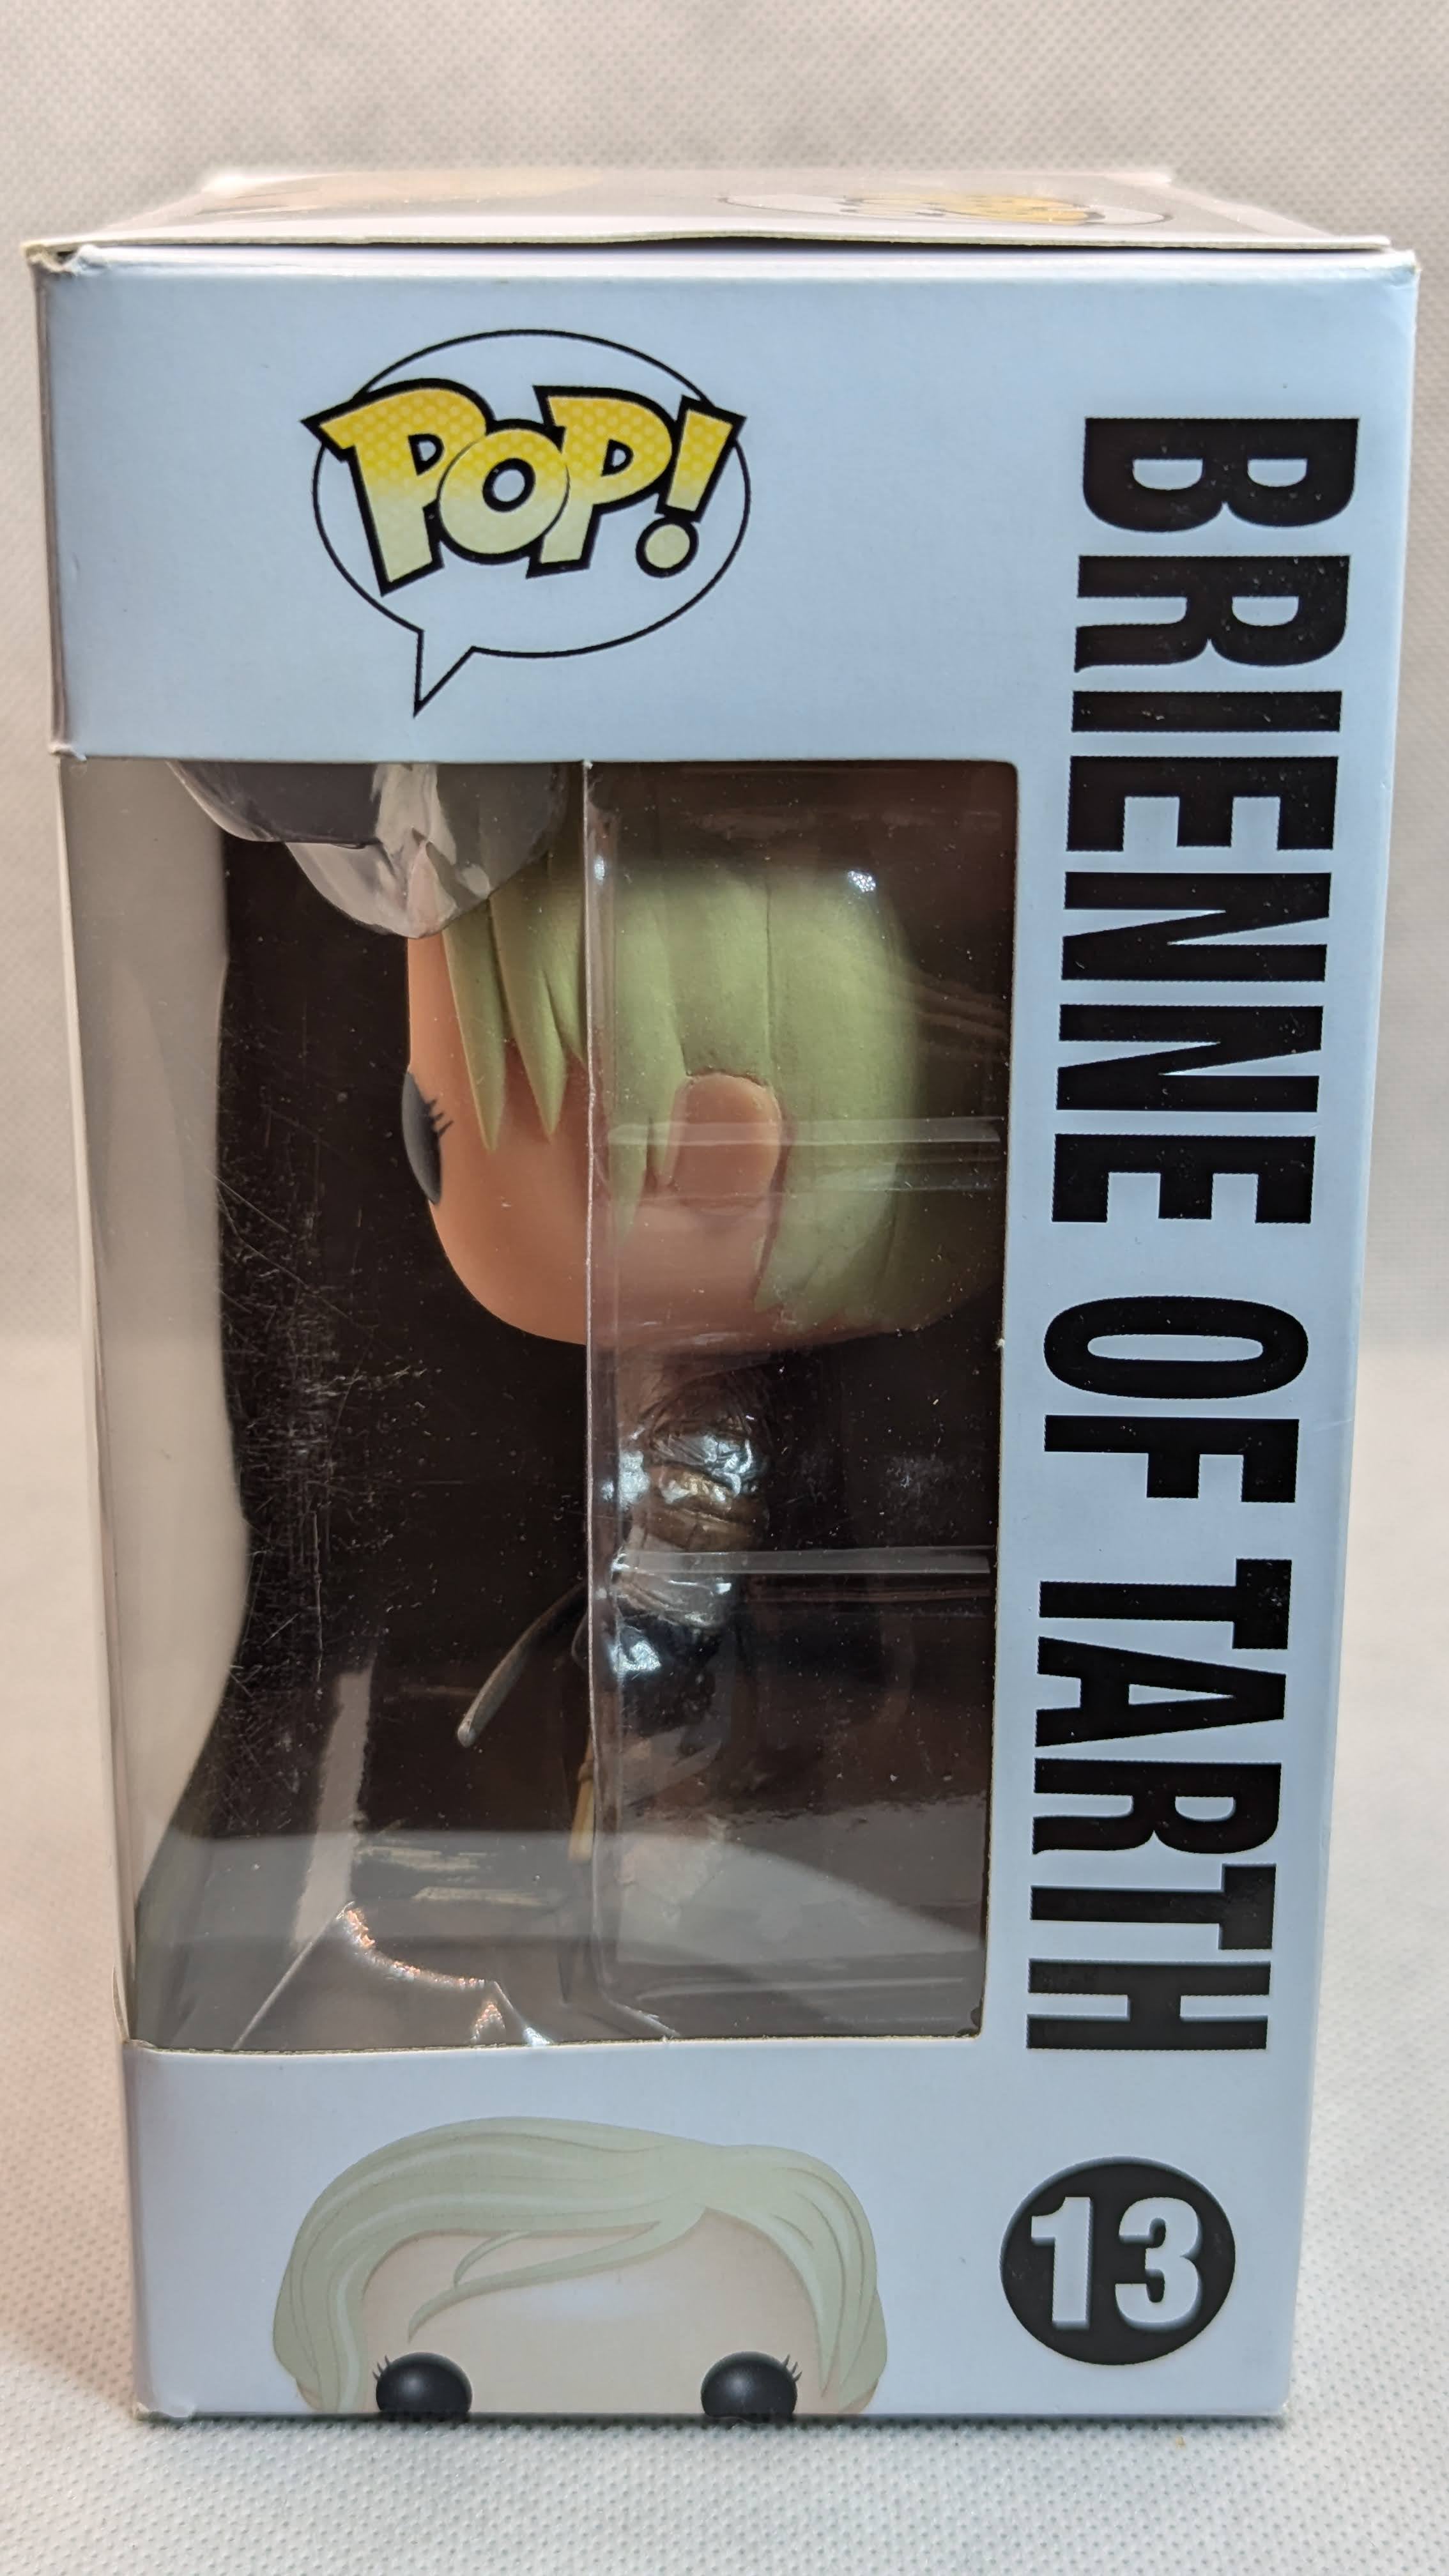 POP!
BRIENNE OF TARTH
13